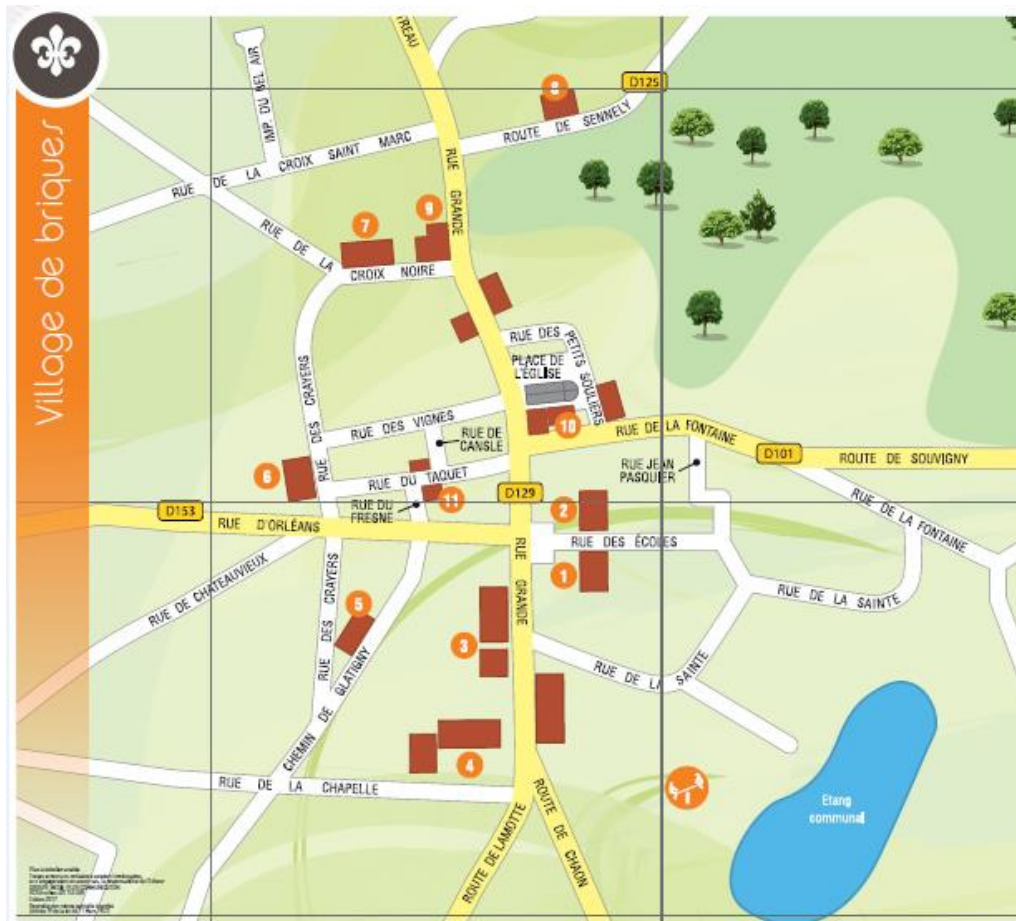 Village de briques
TREAU
D125
IMP. DU BEL AIR
8
ROUTE DE SENNELY
RUE DE LA CROIX SAINT MARC
RUE GRANDE
9
7
RUE DE LA
CROIX NOIRE
RUE DES
PETITS SOULIERS
PLACE DE
L'ÉGLISE
RUE DES CRAYERS
RUE DES VIGNES
RUE DE
CANSLE
10
RUE DE LA FONTAINE
D101
ROUTE DE SOUVIGNY
6
RUE DU TAQUET
RUE JEAN
PASQUIER
D129
11
RUE DU
FRESNE
D153
RUE D'ORLÉANS
2
RUE DE LA FONTAINE
RUE DES ÉCOLES
1
RUE GRANDE
RUE DE CHATEAUVIEUX
RUE DES CRAYERS
5
RUE DE LA SAINTE
3
RUE DE LA SAINTE
CHEMIN DE GLATIGNY
4
RUE DE LA CHAPELLE
ROUTE DE LAMOTTE
ROUTE DE CHAON
Etang
communal